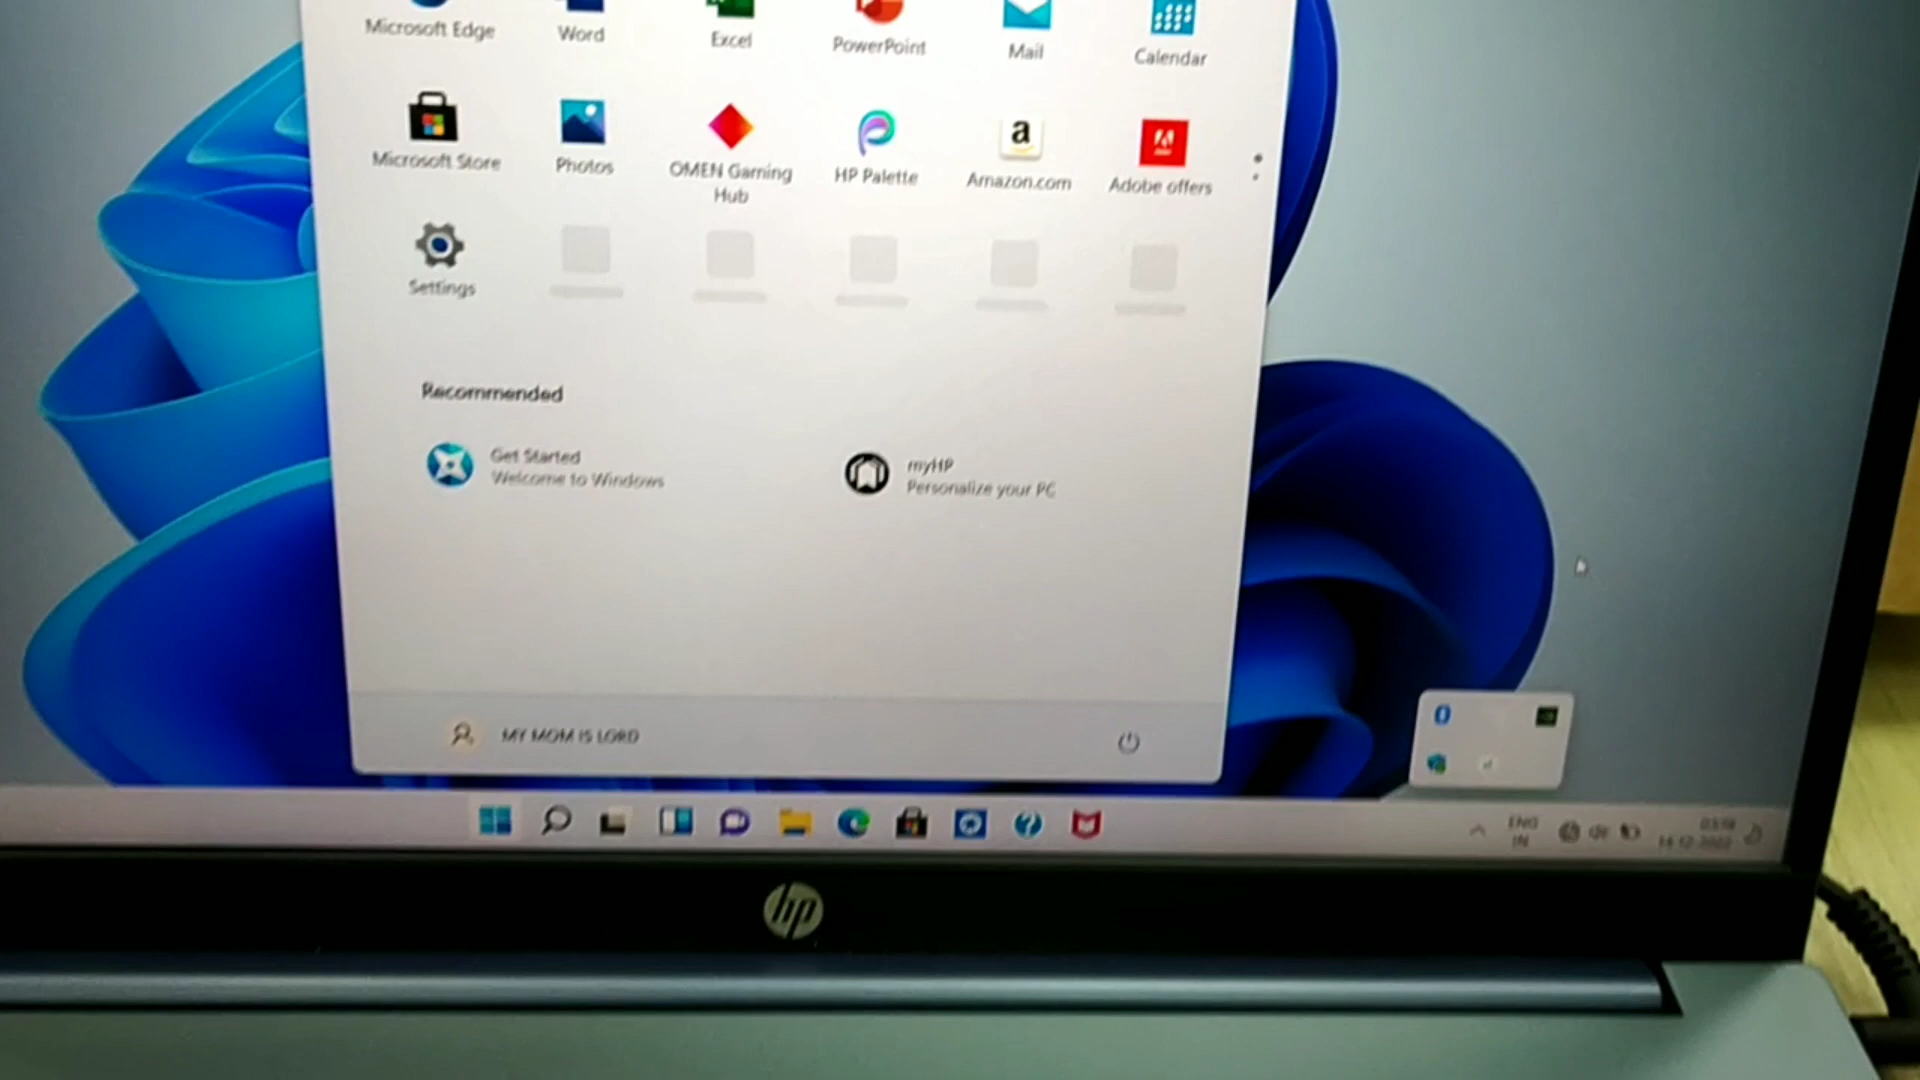 Microsoft Edge
Word
Excel
PowerPoint
Mail
Calendar
Microsoft Store
Photos
OMEN Gaming
Hub
HP Palette
a
Amazon.com
Adobe offers
Settings
Recommended
Get Started
Welcome to Windows
myHP
Personalize your PC
MY MOM IS LORD
ENG
IN
hp